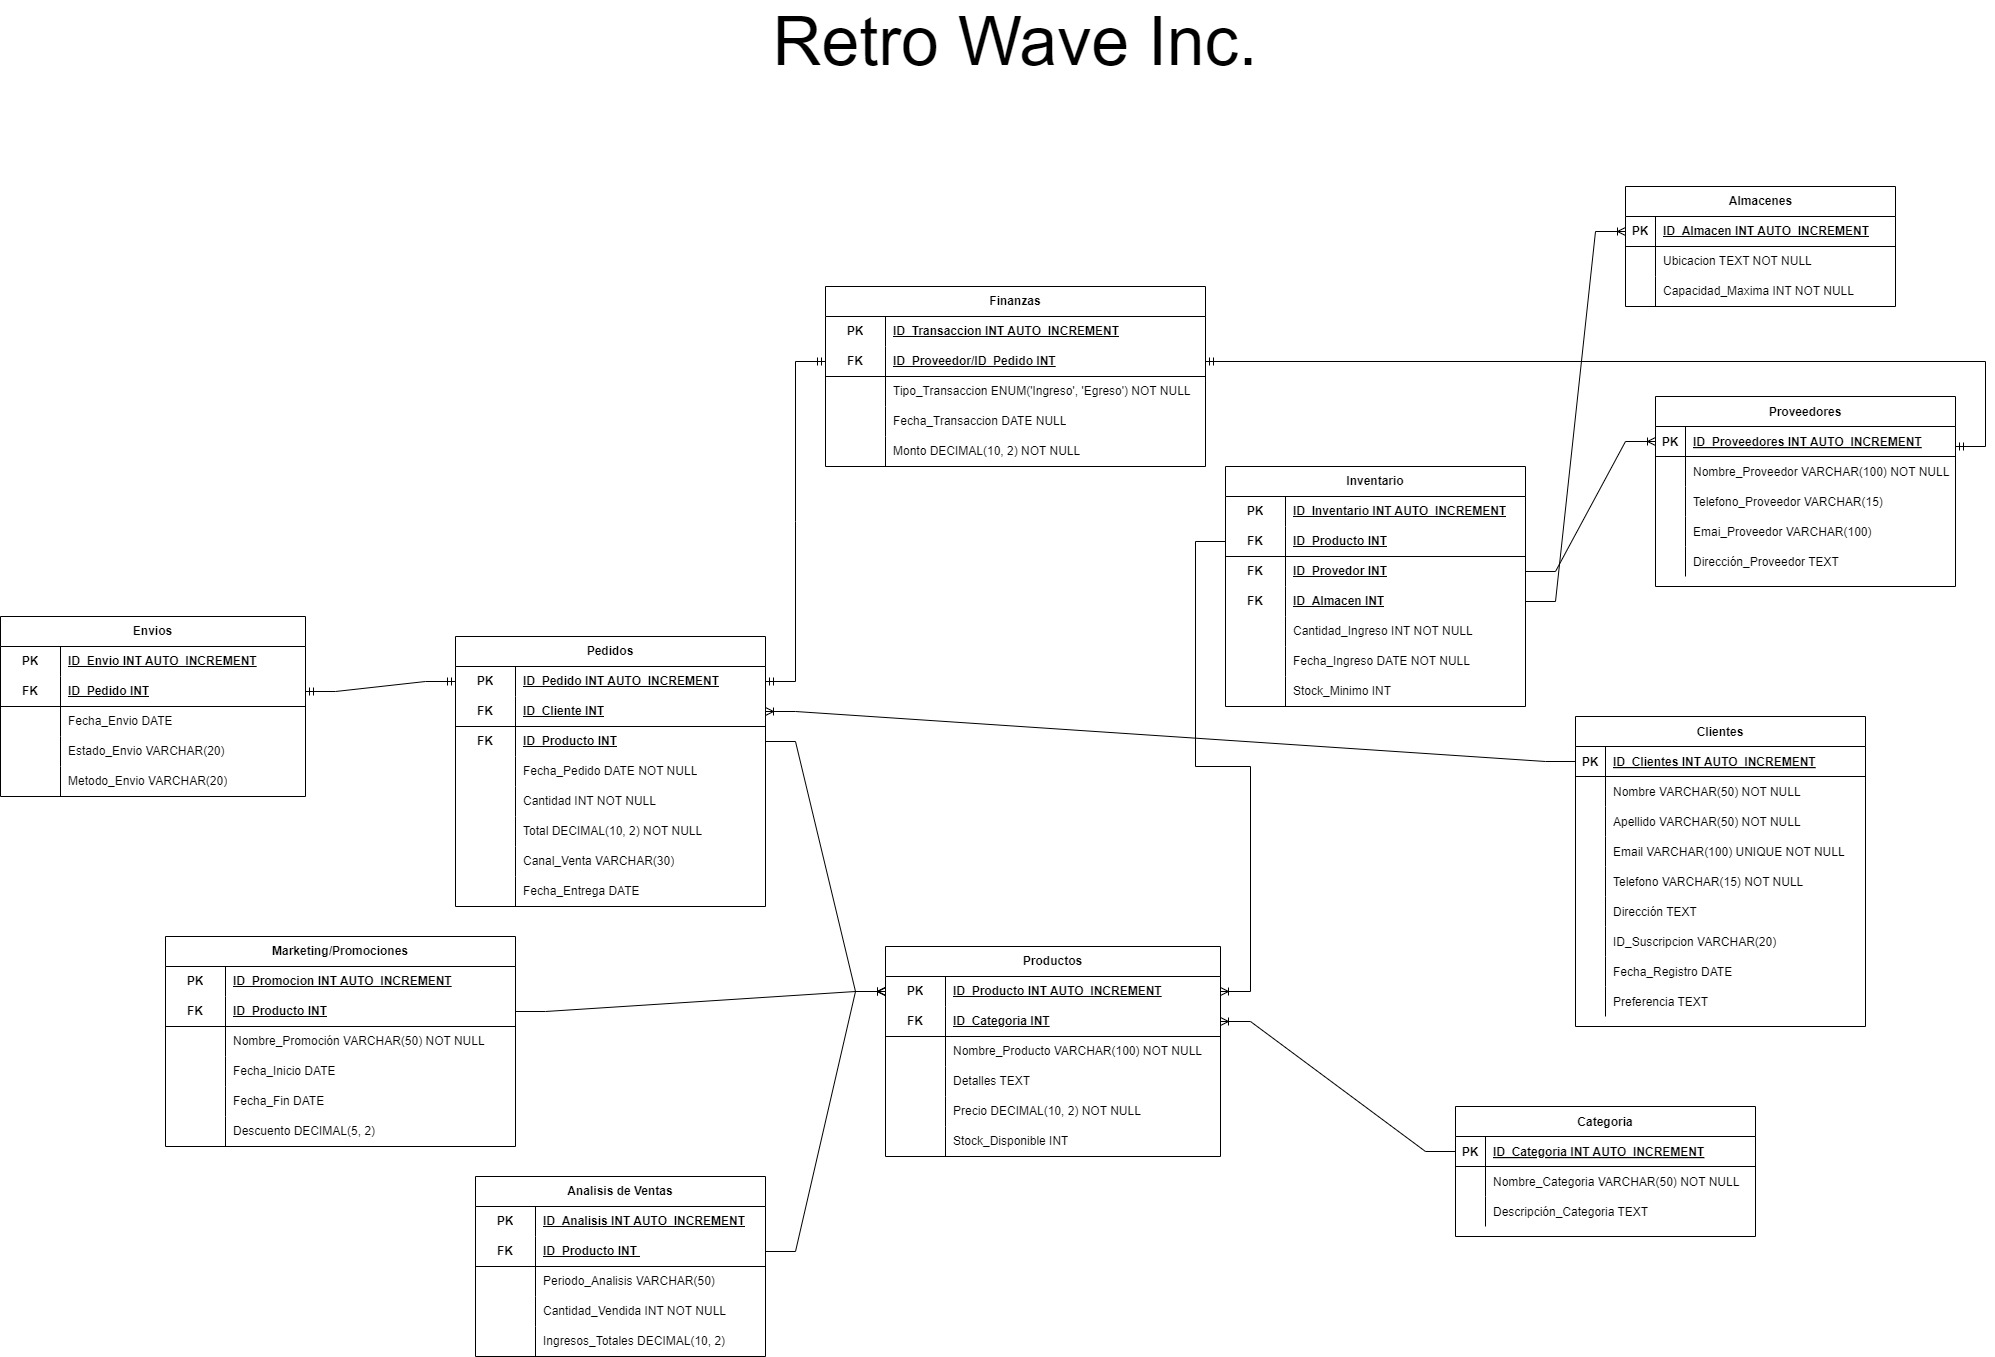 Retro Wave Inc.
Almacenes
PK ID_Almacen INT AUTO_INCREMENT
Ubicacion TEXT NOT NULL
Capacidad_Maxima INT NOT NULL
Finanzas
PK ID_Transaccion INT AUTO_INCREMENT
FK ID_Proveedor/ID_Pedido INT
Tipo_Transaccion ENUM('Ingreso', 'Egreso') NOT NULL
Fecha_Transaccion DATE NULL
Monto DECIMAL(10, 2) NOT NULL
Proveedores
PK ID_Proveedores INT AUTO_INCREMENT
Nombre_Proveedor VARCHAR(100) NOT NULL
Telefono_Proveedor VARCHAR(15)
Emai_Proveedor VARCHAR(100)
Dirección_Proveedor TEXT
Inventario
PK ID_Inventario INT AUTO_INCREMENT
FK ID_Producto INT
FK ID_Provedor INT
FK ID_Almacen INT
Cantidad_Ingreso INT NOT NULL
Fecha_Ingreso DATE NOT NULL
Stock_Minimo INT
Envios
PK ID_Envio INT AUTO_INCREMENT
FK ID_Pedido INT
Fecha_Envio DATE
Estado_Envio VARCHAR(20)
Metodo_Envio VARCHAR(20)
Pedidos
PK ID_Pedido INT AUTO_INCREMENT
FK ID_Cliente INT
FK ID_Producto INT
Fecha_Pedido DATE NOT NULL
Cantidad INT NOT NULL
Total DECIMAL(10, 2) NOT NULL
Canal_Venta VARCHAR(30)
Fecha_Entrega DATE
Clientes
PK ID_Clientes INT AUTO_INCREMENT
Nombre VARCHAR(50) NOT NULL
Apellido VARCHAR(50) NOT NULL
Email VARCHAR(100) UNIQUE NOT NULL
Telefono VARCHAR(15) NOT NULL
Dirección TEXT
ID_Suscripcion VARCHAR(20)
Fecha_Registro DATE
Preferencia TEXT
Marketing/Promociones
PK ID_Promocion INT AUTO_INCREMENT
FK ID_Producto INT
Nombre_Promoción VARCHAR(50) NOT NULL
Fecha_Inicio DATE
Fecha_Fin DATE
Descuento DECIMAL(5, 2)
Productos
PK ID_Producto INT AUTO_INCREMENT
FK ID_Categoria INT
Nombre_Producto VARCHAR(100) NOT NULL
Detalles TEXT
Precio DECIMAL(10, 2) NOT NULL
Stock_Disponible INT
Categoria
PK ID_Categoria INT AUTO_INCREMENT
Nombre_Categoria VARCHAR(50) NOT NULL
Descripción_Categoria TEXT
Analisis de Ventas
PK ID_Analisis INT AUTO_INCREMENT
FK ID_Producto INT
Periodo_Analisis VARCHAR(50)
Cantidad_Vendida INT NOT NULL
Ingresos_Totales DECIMAL(10, 2)